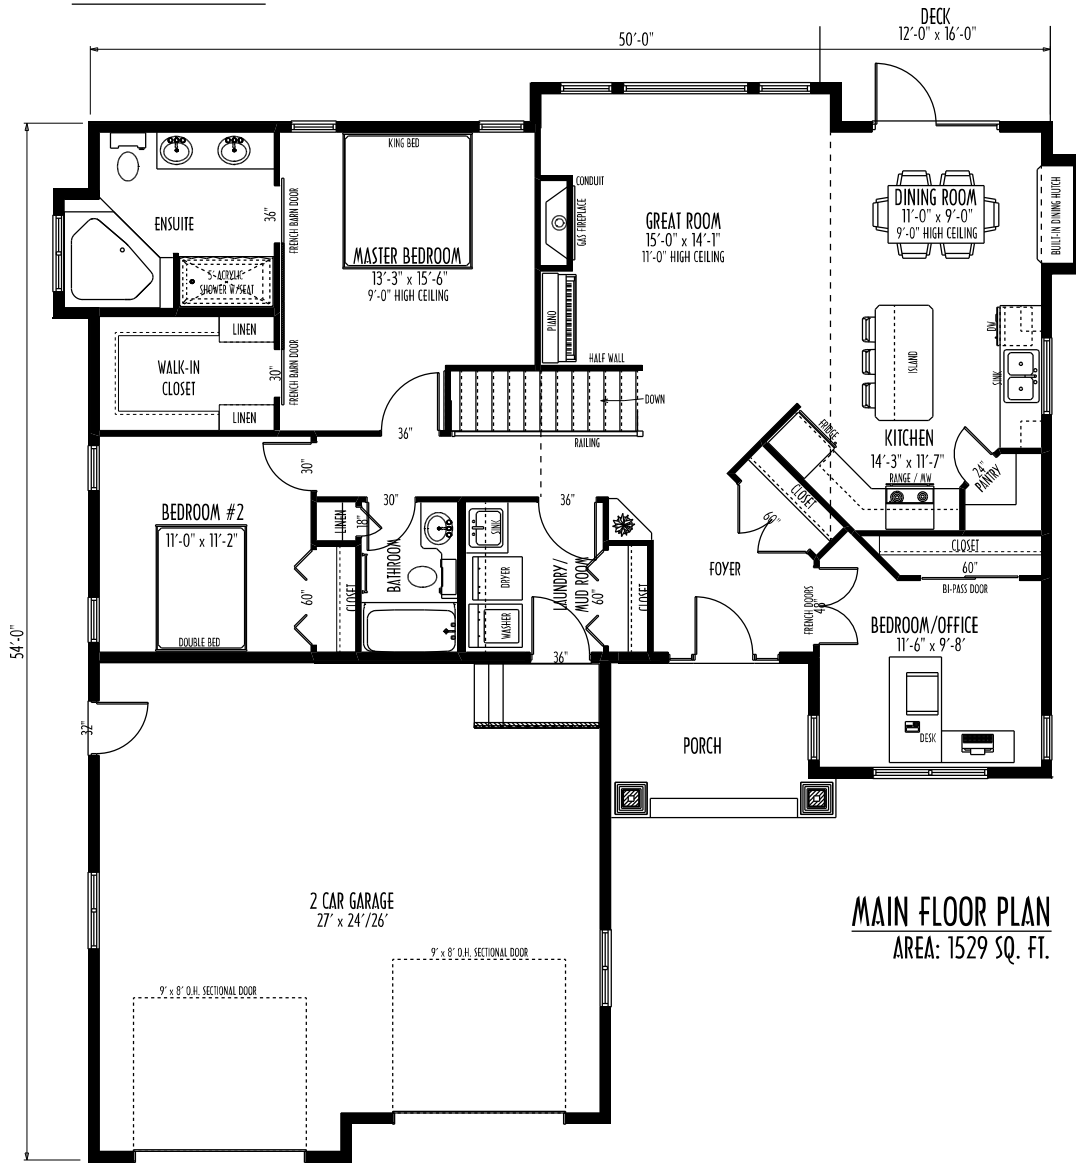 DECK
12'-0" x 16'-0"
50'-0"
54'-0"
KING BED
ENSUITE
36"
FRENCH BARN DOOR
5'-ACRYLIC
SHOWER W/SEAT
MASTER BEDROOM
13'-3" x 15'-6"
9'-0" HIGH CEILING
CONDUIT
GAS FIREPLACE
GREAT ROOM
15'-0" x 14'-1"
11'-0" HIGH CEILING
DINING ROOM
11'-0" x 9'-0"
9'-0" HIGH CEILING
BUILT-IN DINING HUTCH
LINEN
WALK-IN
CLOSET
LINEN
30"
FRENCH BARN DOOR
PIANO
HALF WALL
DOWN
RAILING
DW
SINK
ISLAND
KITCHEN
14'-3" x 11'-7"
RANGE / MW
FRIDGE
24"
PANTRY
36"
30"
30"
36"
BEDROOM #2
11'-0" x 11'-2"
DOUBLE BED
LINEN
18"
BATHROOM
60"
CLOSET
SINK
DRYER
WASHER
LAUNDRY/
MUD ROOM
60"
CLOSET
36"
CLOSET
60"
FOYER
FRENCH DOORS
48"
CLOSET
60"
BI-PASS DOOR
BEDROOM/OFFICE
11'-6" x 9'-8'
DESK
PORCH
32"
2 CAR GARAGE
27' x 24'/26'
9' x 8' O.H. SECTIONAL DOOR
9' x 8' O.H. SECTIONAL DOOR
MAIN FLOOR PLAN
AREA: 1529 SQ. FT.